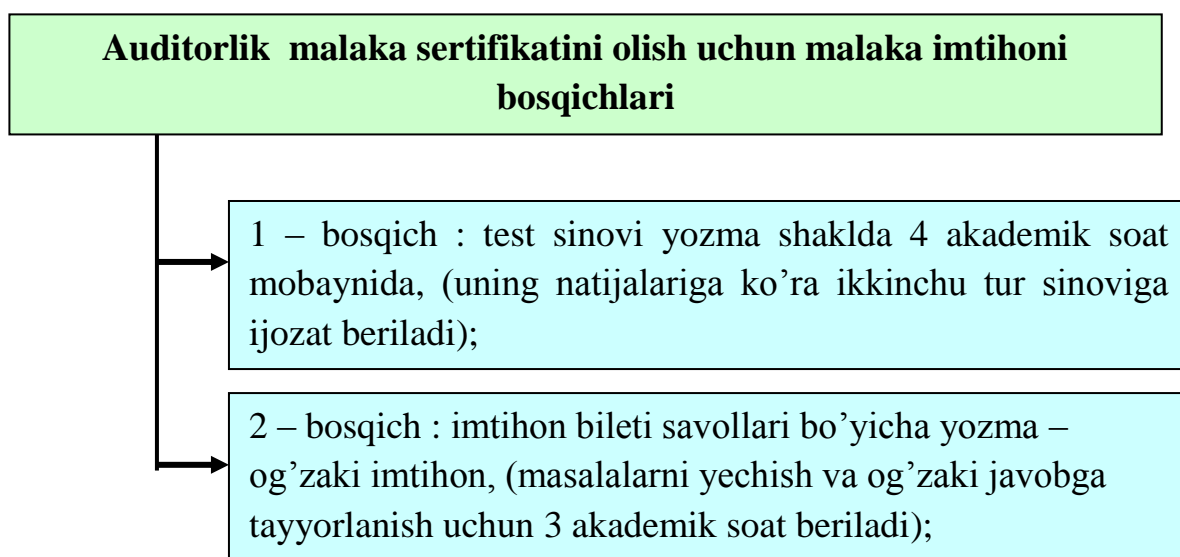 Auditorlik malaka sertifikatini olish uchun malaka imtihoni
bosqichlari
1 – bosqich : test sinovi yozma shaklda 4 akademik soat
mobaynida, (uning natijalariga ko’ra ikkinchu tur sinoviga
ijozat beriladi);
2 – bosqich : imtihon bileti savollari bo’yicha yozma –
og’zaki imtihon, (masalalarni yechish va og’zaki javobga
tayyorlanish uchun 3 akademik soat beriladi);